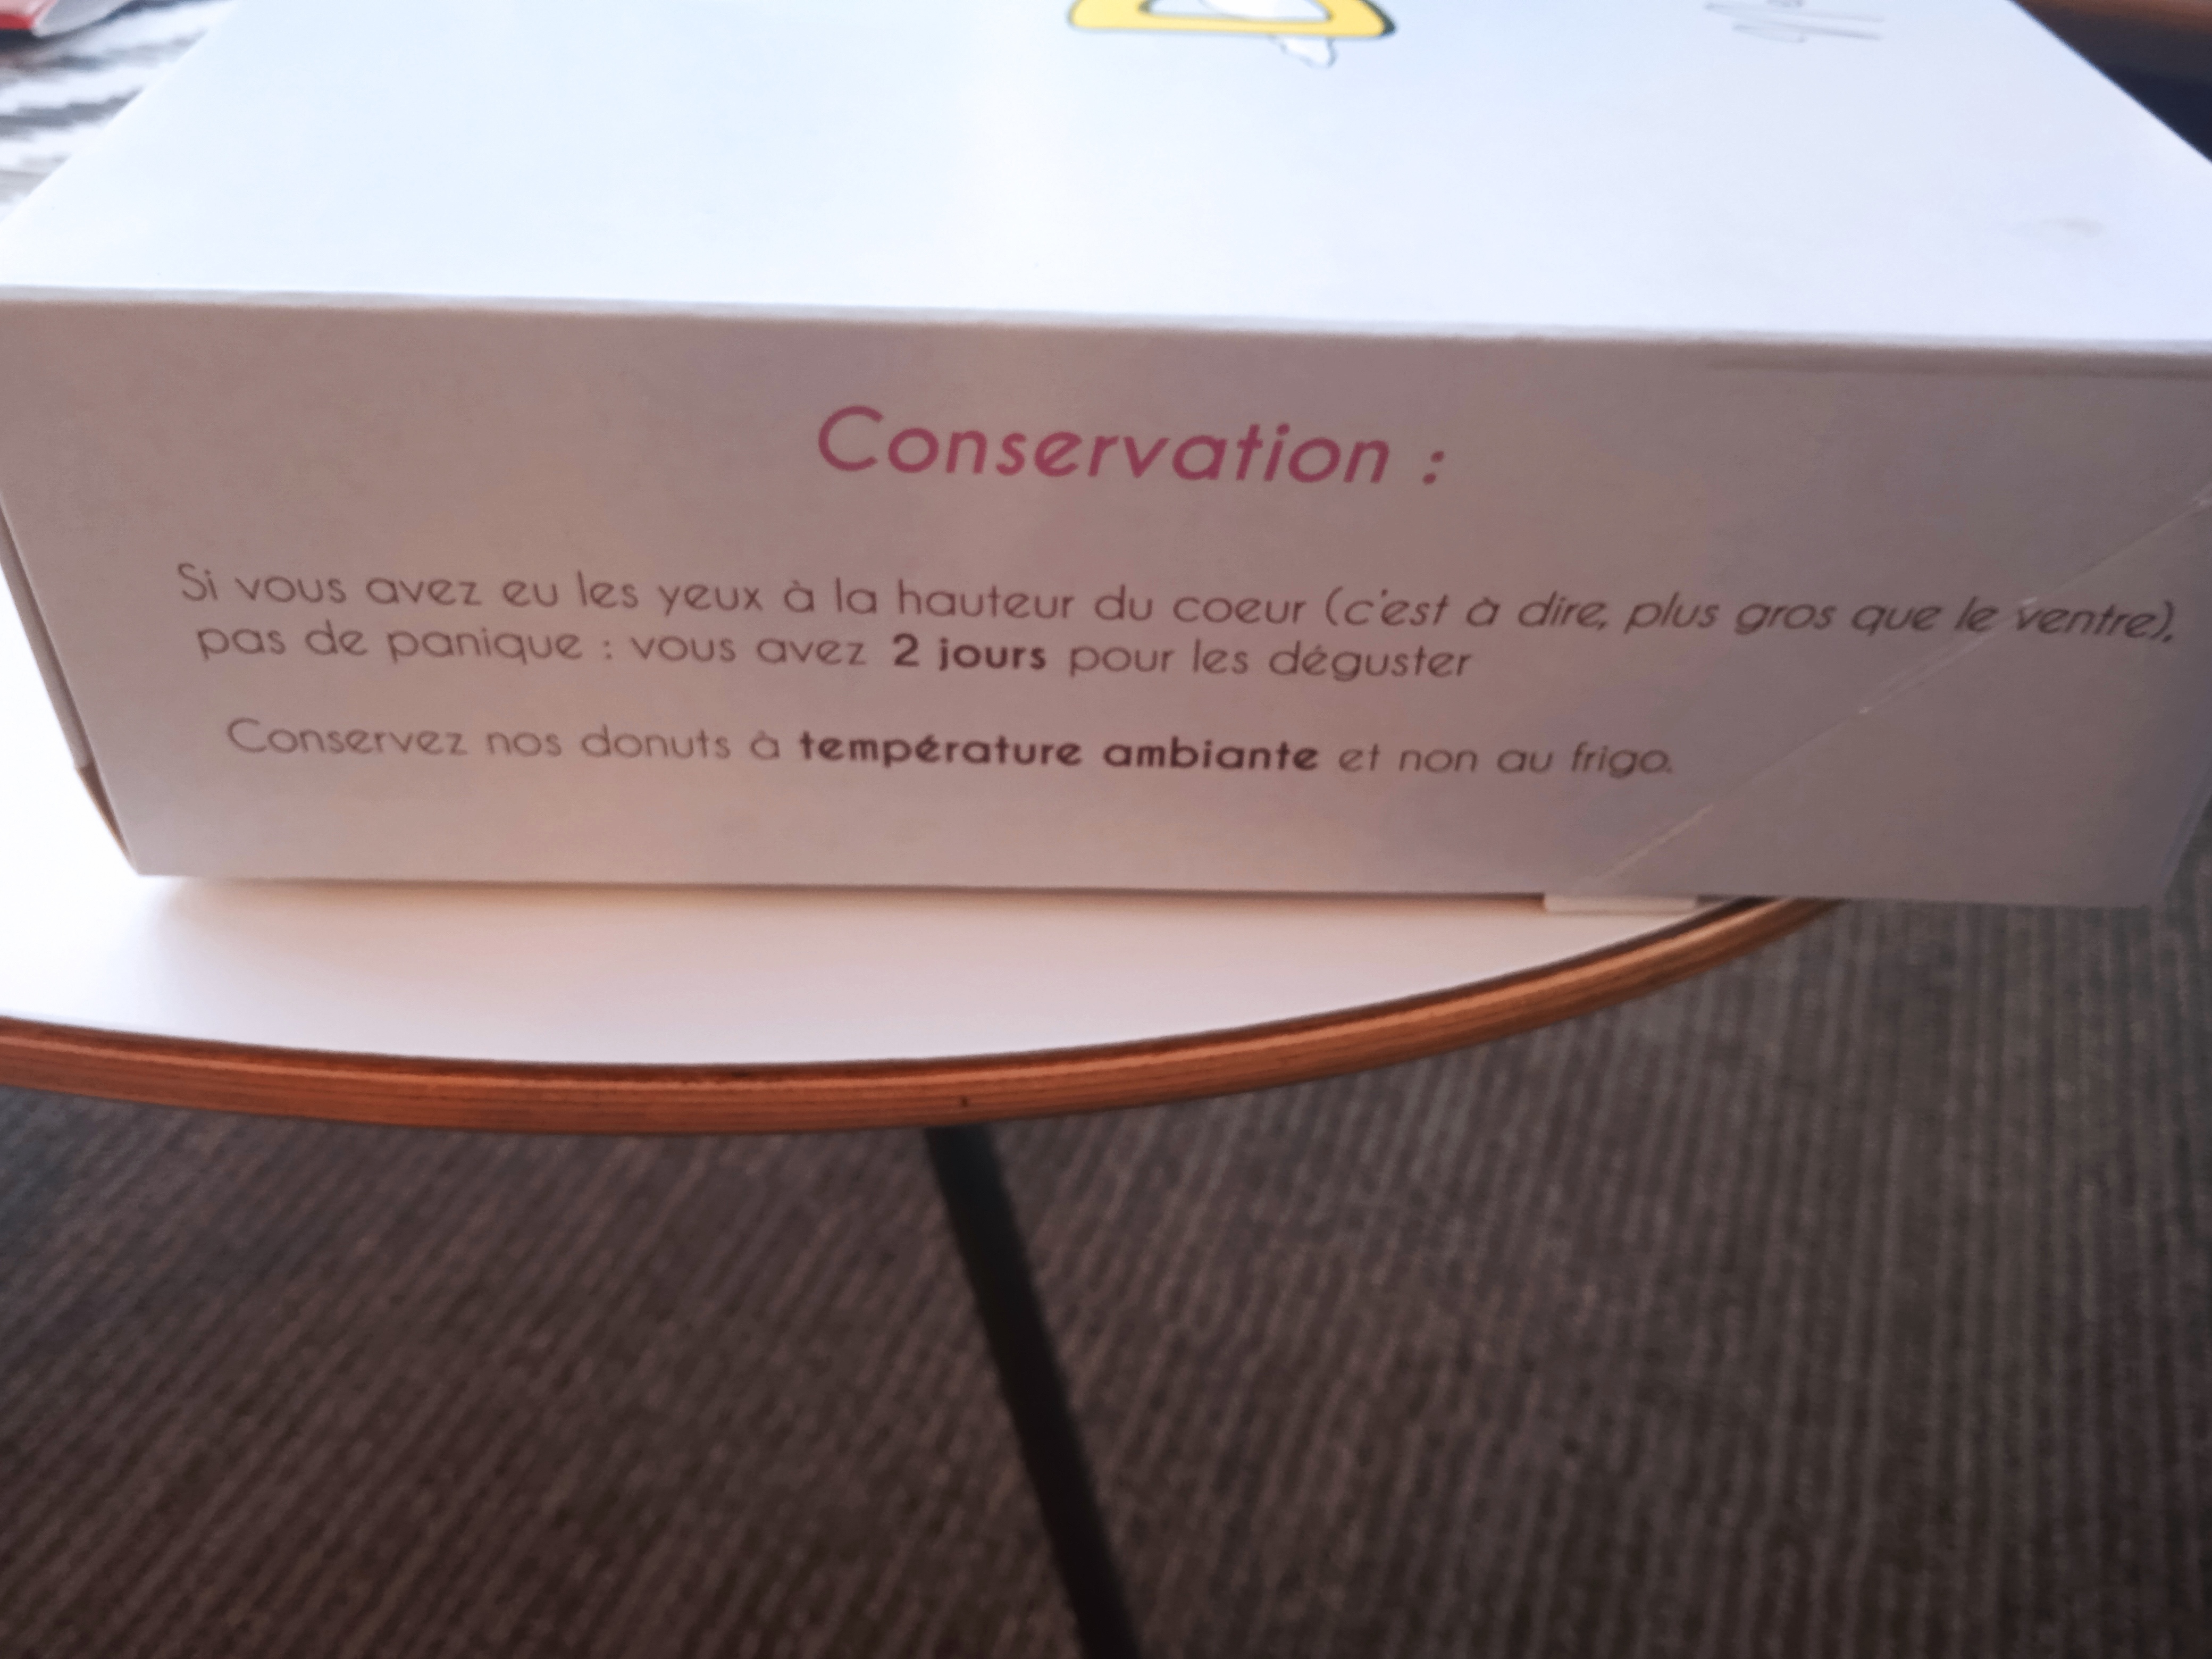 Conservation :
Si vous avez eu les yeux à la hauteur du coeur (c'est à dire, plus gros que le ventre),
pas de panique : vous avez 2 jours pour les déguster
Conservez nos donuts à température ambiante et non au frigo.